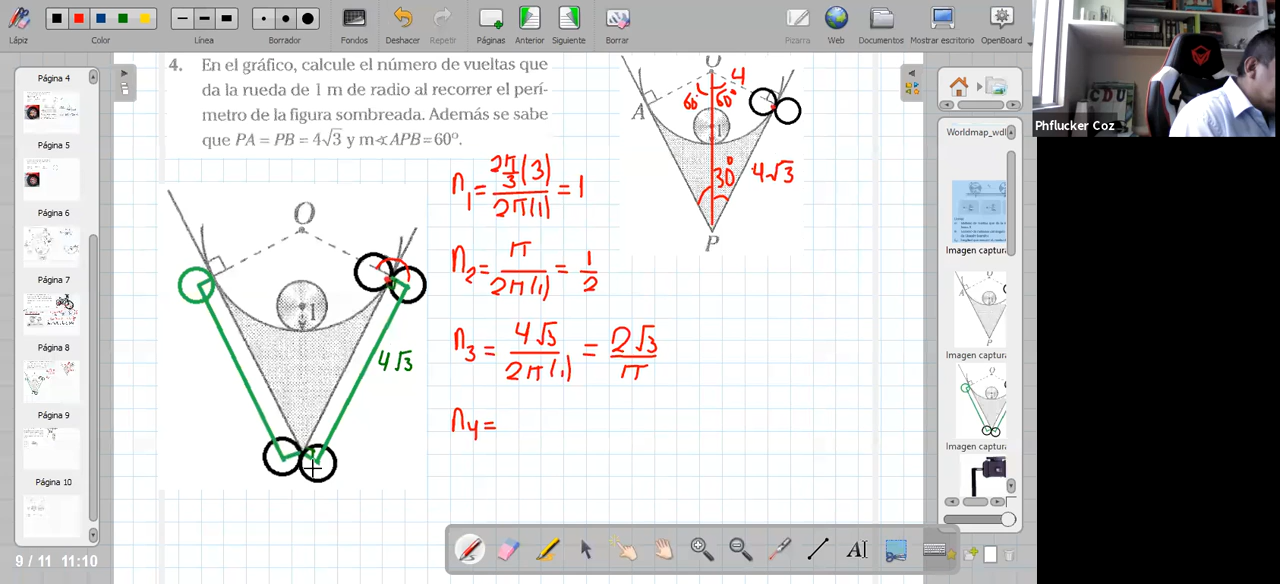 Lápiz
Color
Línea
Borrador
Fondos
Deshacer
Repetir
Páginas
Anterior
Siguiente
Borrar
Pizarra
Web
Documentos
Mostrar escritorio
OpenBoard
Página 4
Página 5
Página 6
Página 7
Página 8
Página 9
Página 10
9 / 11 11:10
4. En el gráfico, calcule el número de vueltas que
da la rueda de 1 m de radio al recorrer el perí-
metro de la figura sombreada. Además se sabe
que PA = PB = 4√3 y m∢APB=60°.
O
1
4√3
n₁ = 2π/3 (3) / 2π(1) = 1
n₂ = π / 2π(1) = 1/2
n₃ = 4√3 / 2π(1) = 2√3 / π
n₄ =
4
60° 60°
A
1
30° 4√3
P
Phflucker Coz
Worldmap_wdl
Imagen captura
Imagen captura
Imagen captura